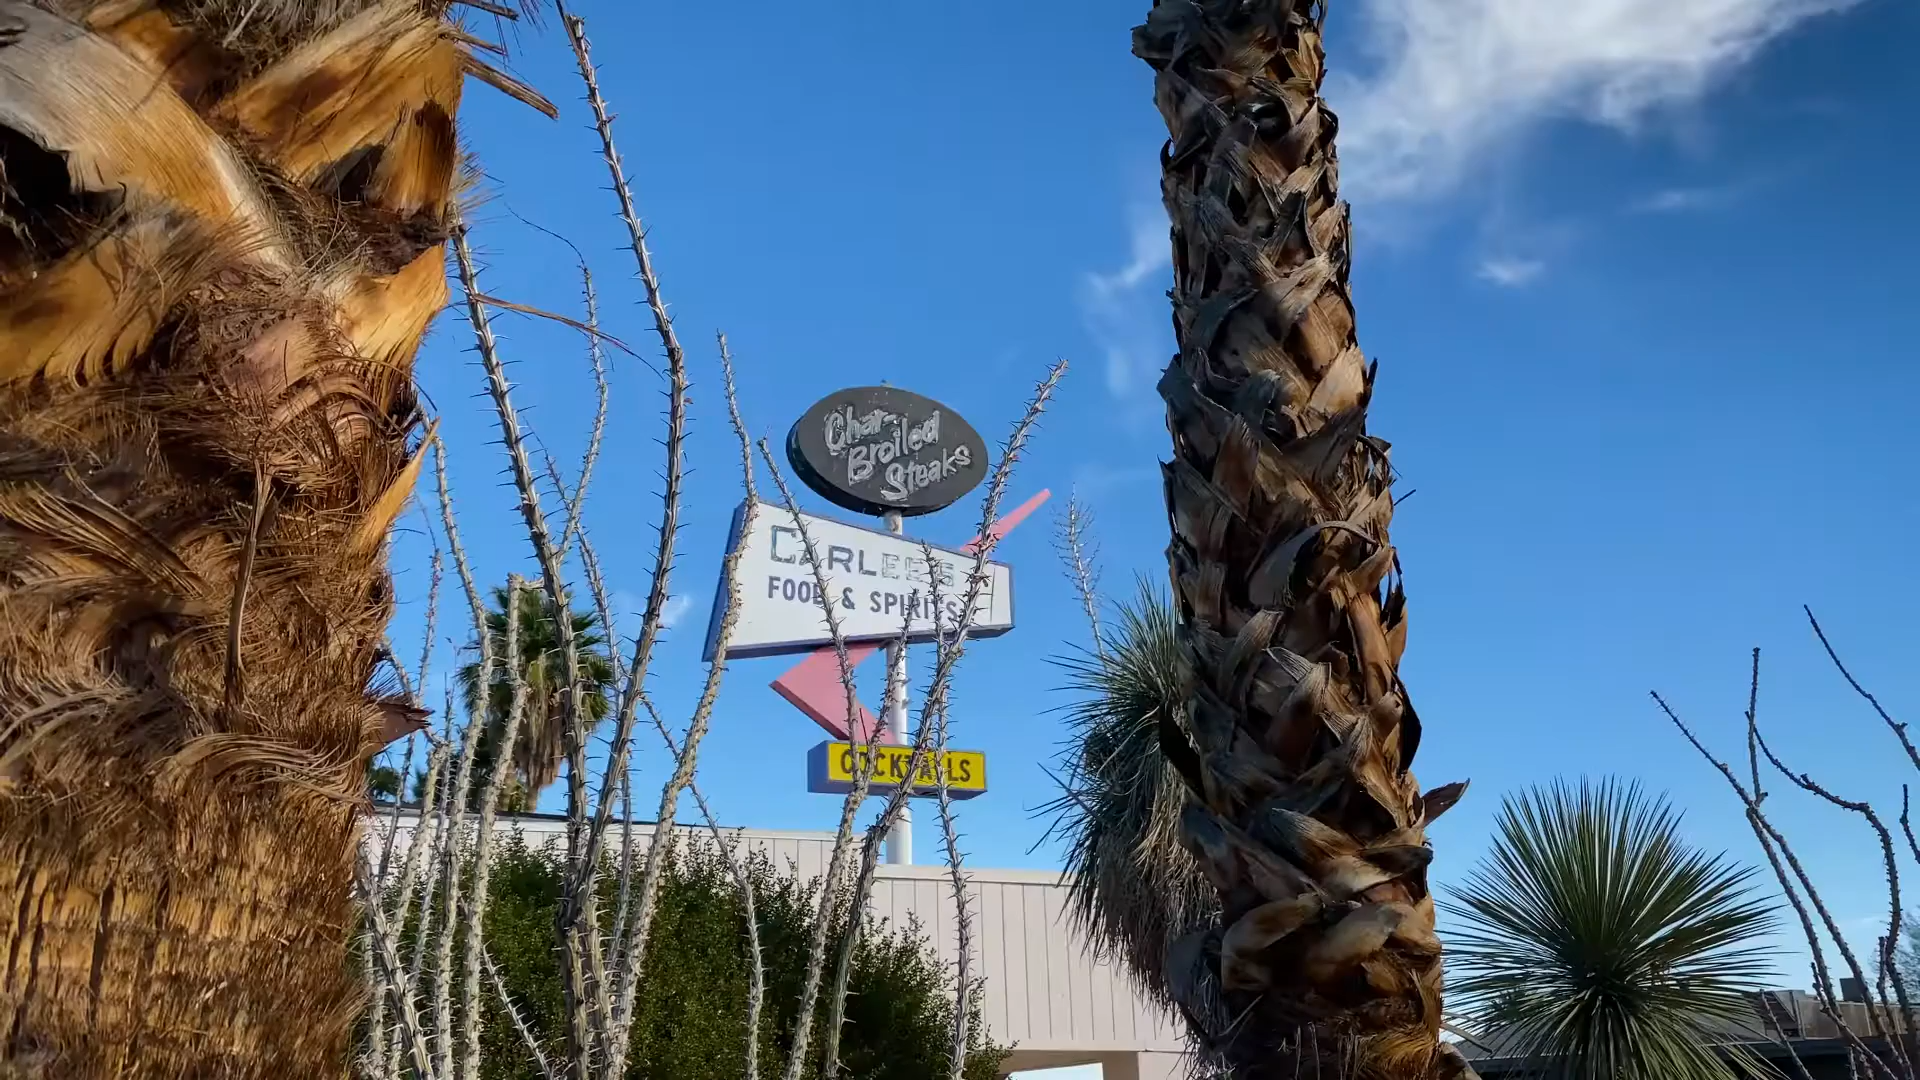 Char-
Broiled
Steaks
CARLEE'S
FOOD & SPIRITS
COCKTAILS